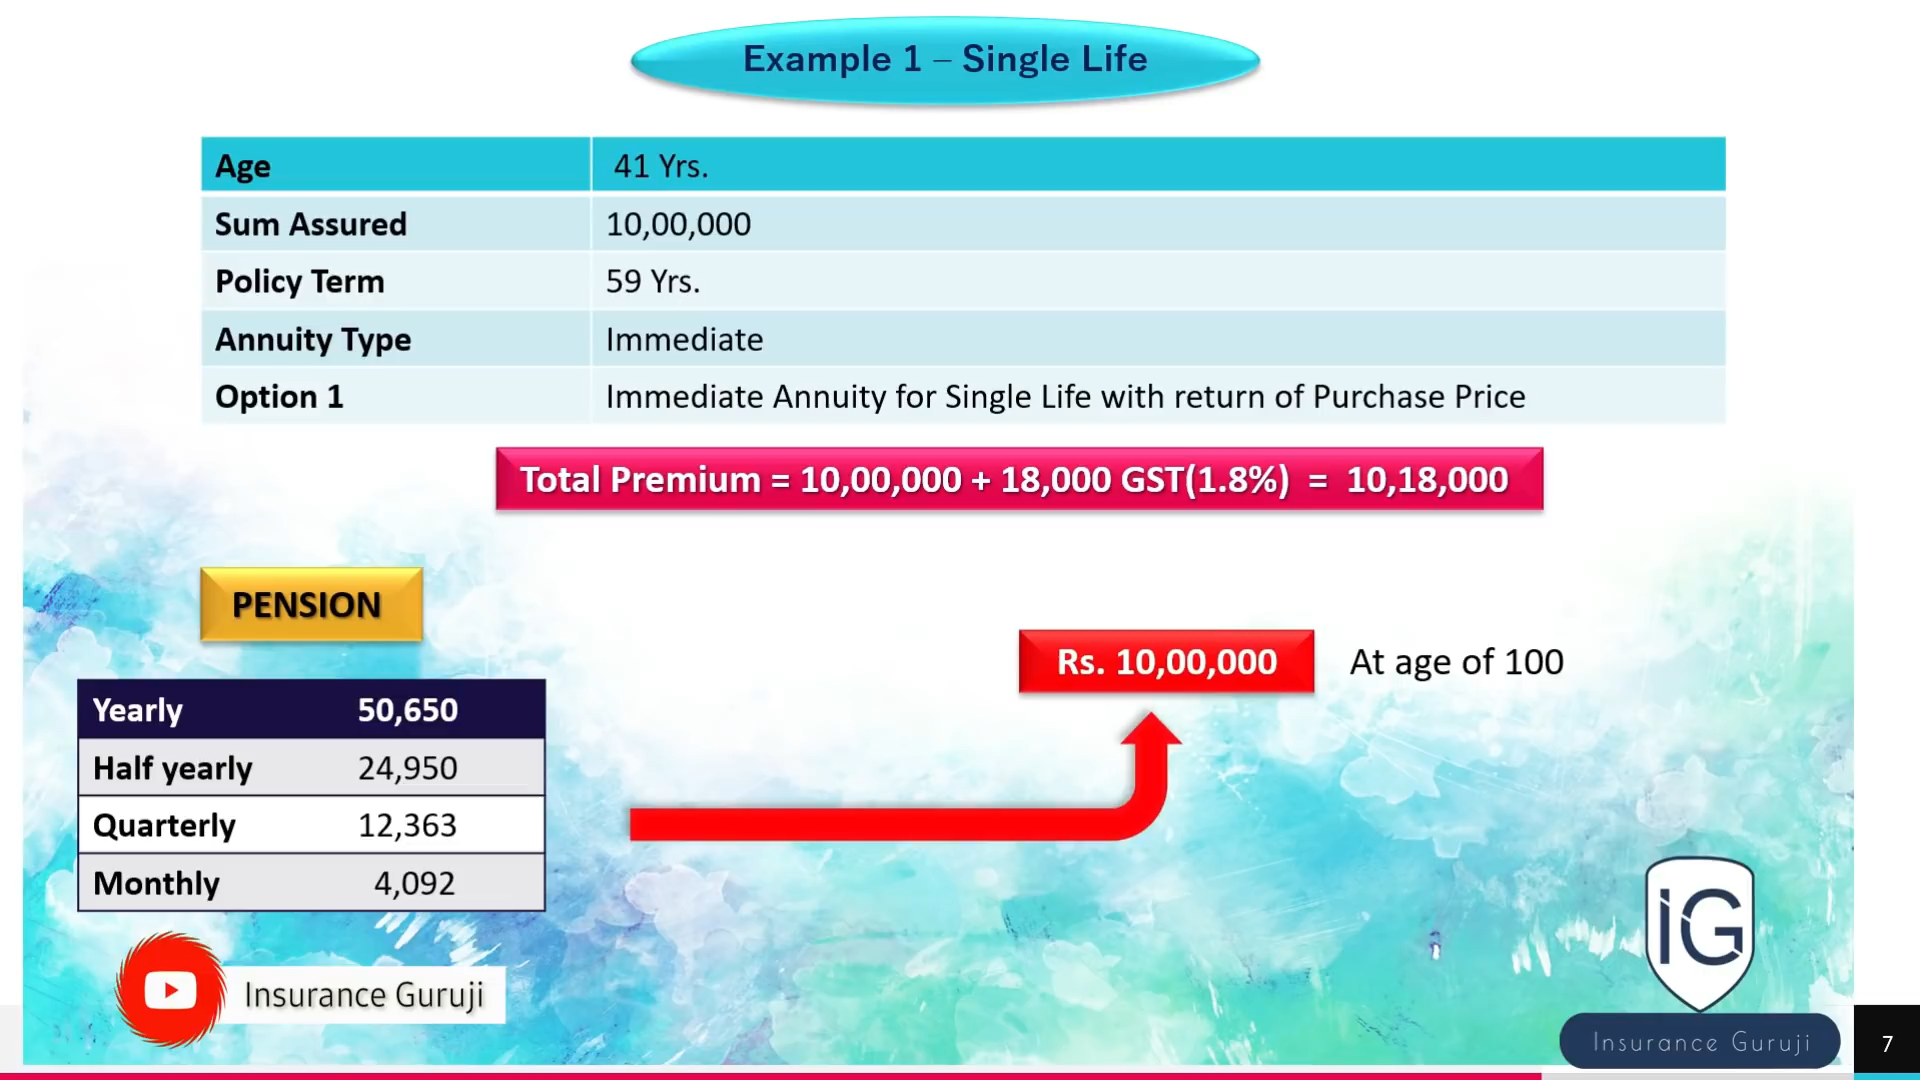 Example 1 – Single Life
Age 41 Yrs.
Sum Assured 10,00,000
Policy Term 59 Yrs.
Annuity Type Immediate
Option 1 Immediate Annuity for Single Life with return of Purchase Price
Total Premium = 10,00,000 + 18,000 GST(1.8%) = 10,18,000
PENSION
Rs. 10,00,000 At age of 100
Yearly 50,650
Half yearly 24,950
Quarterly 12,363
Monthly 4,092
IG
Insurance Guruji
Insurance Guruji
7